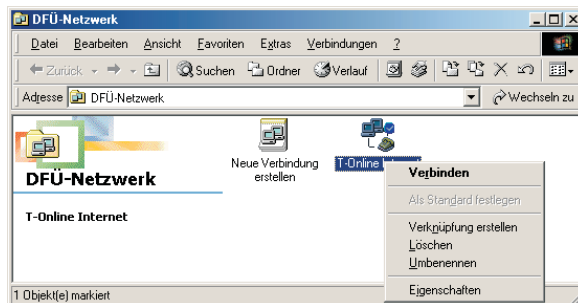 DFÜ-Netzwerk
Datei Bearbeiten Ansicht Favoriten Extras Verbindungen ?
Zurück Suchen Ordner Verlauf
Adresse DFÜ-Netzwerk Wechseln zu
DFÜ-Netzwerk
T-Online Internet
Neue Verbindung
erstellen
T-Online
Verbinden
Als Standard festlegen
Verknüpfung erstellen
Löschen
Umbenennen
Eigenschaften
1 Objekt(e) markiert